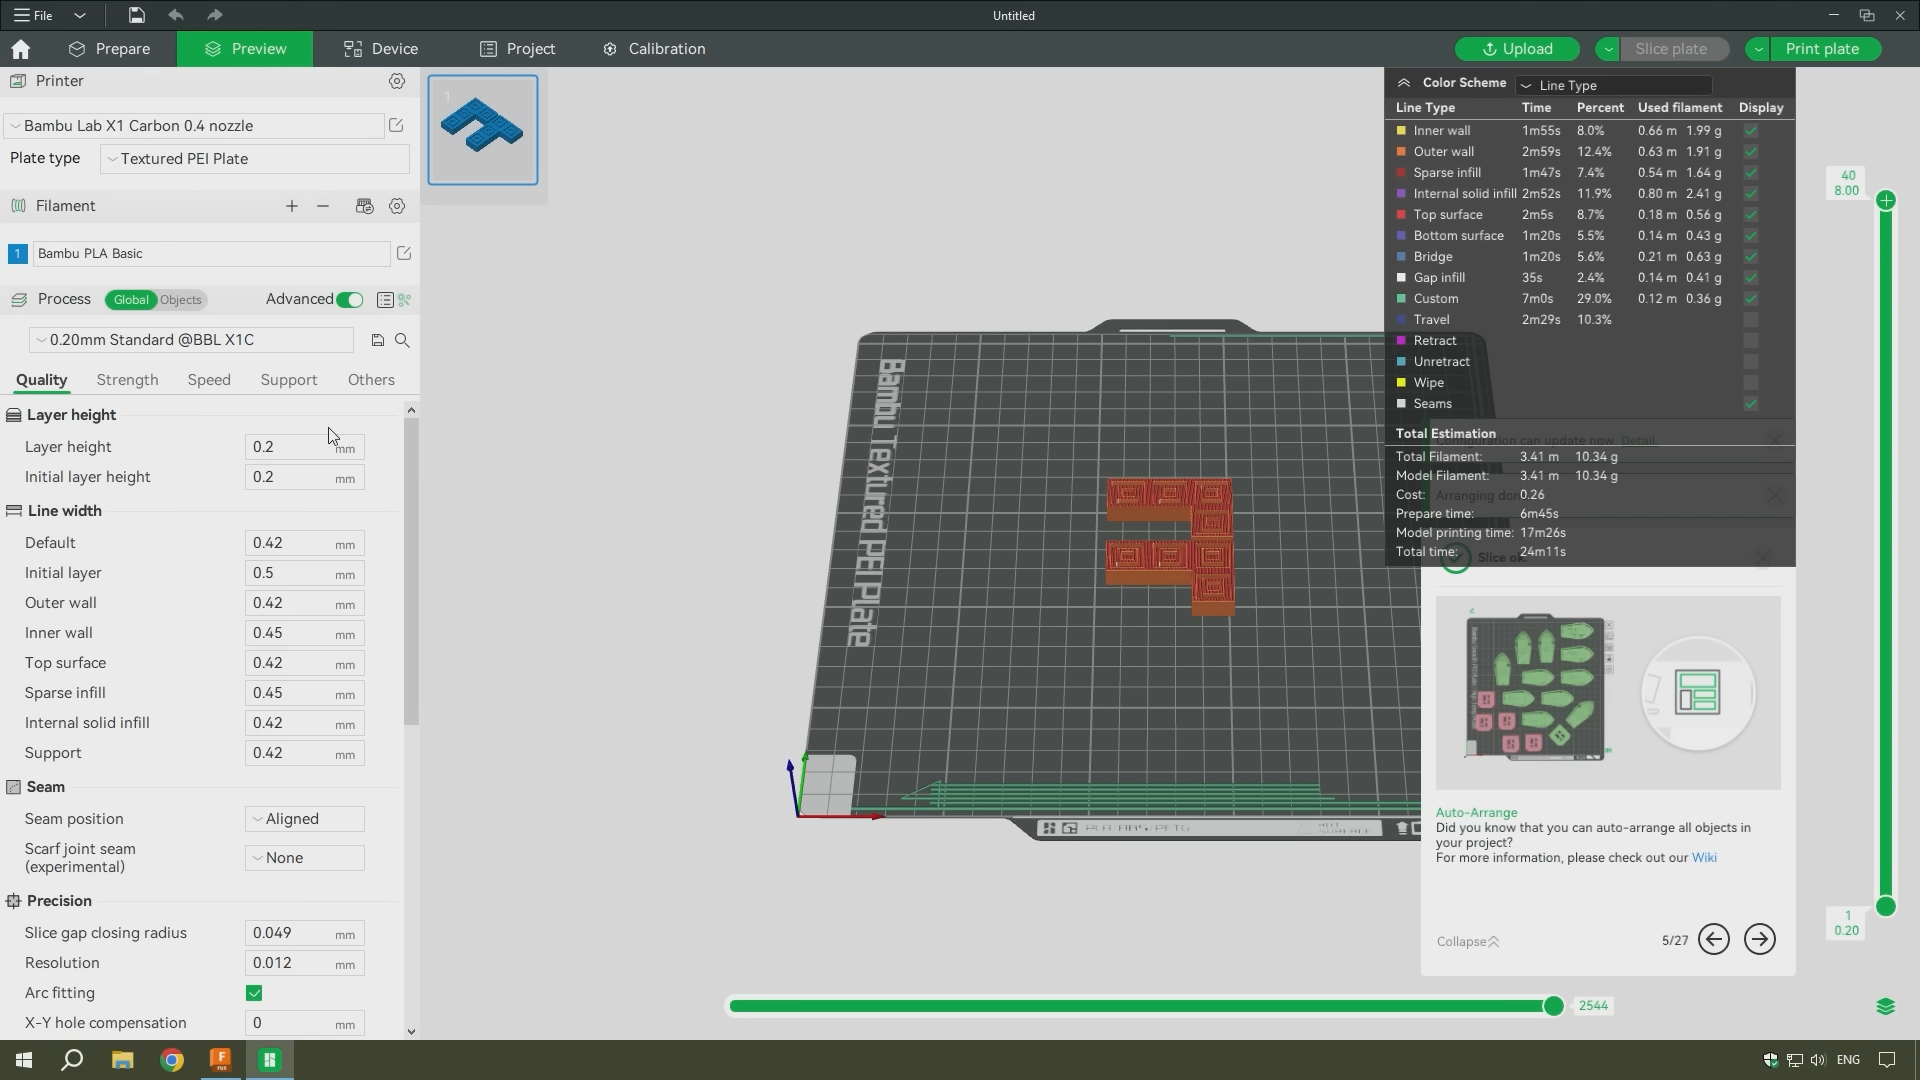 File
Untitled
Prepare
Preview
Device
Project
Calibration
Upload
Slice plate
Print plate
Printer
Bambu Lab X1 Carbon 0.4 nozzle
Plate type
Textured PEI Plate
Filament
1
Bambu PLA Basic
Process
Global
Objects
Advanced
0.20mm Standard @BBL X1C
Quality
Strength
Speed
Support
Others
Layer height
Layer height 0.2 mm
Initial layer height 0.2 mm
Line width
Default 0.42 mm
Initial layer 0.5 mm
Outer wall 0.42 mm
Inner wall 0.45 mm
Top surface 0.42 mm
Sparse infill 0.45 mm
Internal solid infill 0.42 mm
Support 0.42 mm
Seam
Seam position Aligned
Scarf joint seam
(experimental)
None
Precision
Slice gap closing radius 0.049 mm
Resolution 0.012 mm
Arc fitting
X-Y hole compensation 0 mm
1
Bambu Textured PEI Plate
Color Scheme
Line Type
Line Type Time Percent Used filament Display
Inner wall 1m55s 8.0% 0.66 m 1.99 g
Outer wall 2m59s 12.4% 0.63 m 1.91 g
Sparse infill 1m47s 7.4% 0.54 m 1.64 g
Internal solid infill 2m52s 11.9% 0.80 m 2.41 g
Top surface 2m5s 8.7% 0.18 m 0.56 g
Bottom surface 1m20s 5.5% 0.14 m 0.43 g
Bridge 1m20s 5.6% 0.21 m 0.63 g
Gap infill 35s 2.4% 0.14 m 0.41 g
Custom 7m0s 29.0% 0.12 m 0.36 g
Travel 2m29s 10.3%
Retract
Unretract
Wipe
Seams
Total Estimation
can update now. Detail.
Total Filament: 3.41 m 10.34 g
Model Filament: 3.41 m 10.34 g
Cost: 0.26
Arranging
Prepare time: 6m45s
Model printing time: 17m26s
Total time: 24m11s
Slice ok
Auto-Arrange
Did you know that you can auto-arrange all objects in
your project?
For more information, please check out our Wiki
Collapse
5/27
40
8.00
1
0.20
2544
ENG